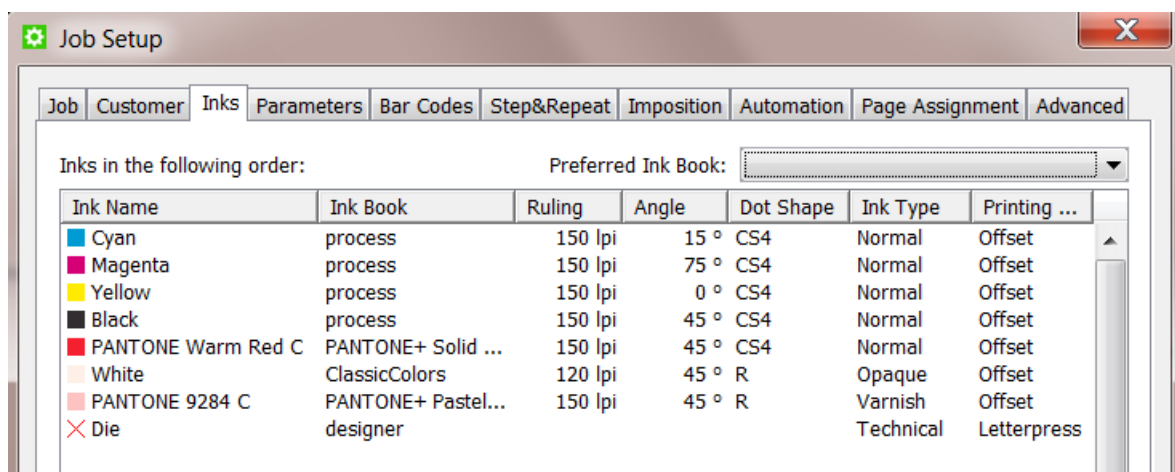 Job Setup
Job Customer Inks Parameters Bar Codes Step&Repeat Imposition Automation Page Assignment Advanced
Inks in the following order: Preferred Ink Book:
Ink Name Ink Book Ruling Angle Dot Shape Ink Type Printing ...
Cyan process 150 lpi 15 ° CS4 Normal Offset
Magenta process 150 lpi 75 ° CS4 Normal Offset
Yellow process 150 lpi 0 ° CS4 Normal Offset
Black process 150 lpi 45 ° CS4 Normal Offset
PANTONE Warm Red C PANTONE+ Solid ... 150 lpi 45 ° CS4 Normal Offset
White ClassicColors 120 lpi 45 ° R Opaque Offset
PANTONE 9284 C PANTONE+ Pastel... 150 lpi 45 ° R Varnish Offset
Die designer Technical Letterpress